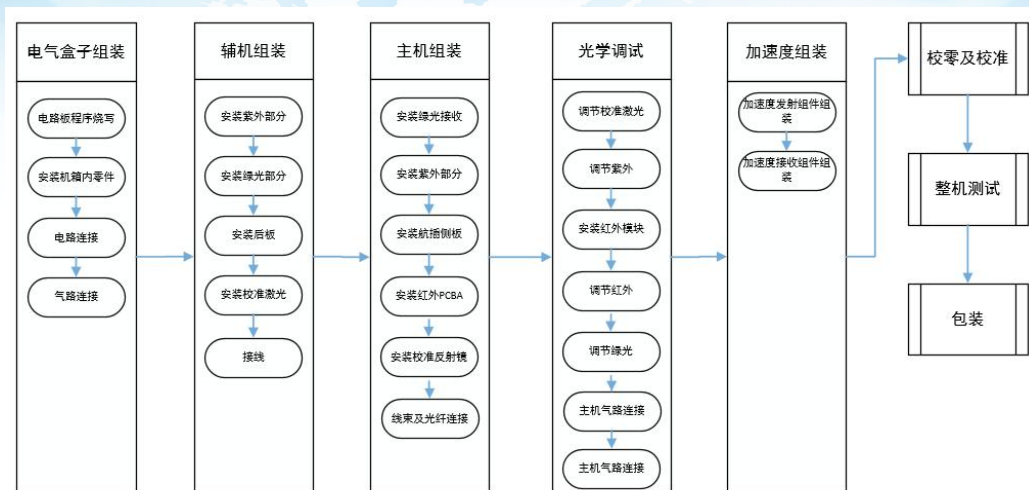 电气盒子组装
电路板程序烧写
安装机箱内零件
电路连接
气路连接
辅机组装
安装紫外部分
安装绿光部分
安装后板
安装校准激光
接线
主机组装
安装绿光接收
安装紫外部分
安装航插侧板
安装红外PCBA
安装校准反射镜
线束及光纤连接
光学调试
调节校准激光
调节紫外
安装红外模块
调节红外
调节绿光
主机气路连接
主机气路连接
加速度组装
加速度发射组件组
装
加速度接收组件组
装
校零及校准
整机测试
包装